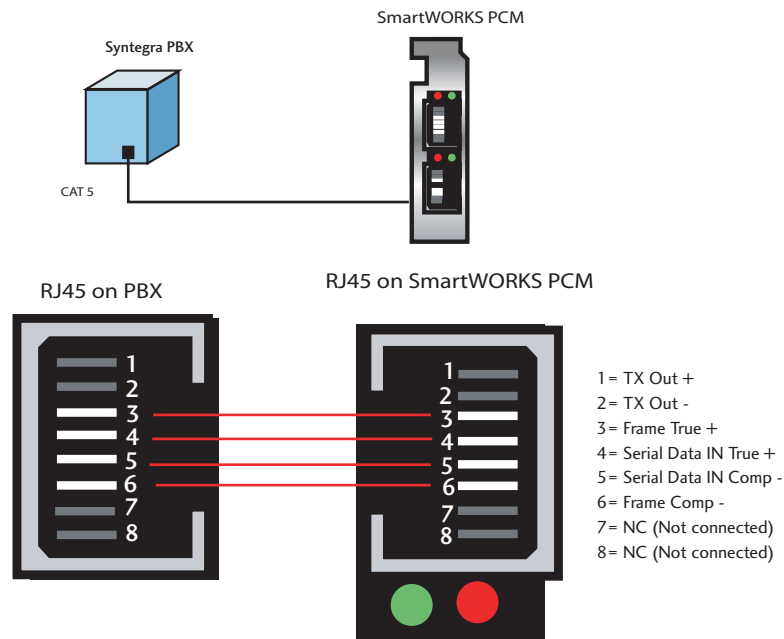 SmartWORKS PCM
Syntegra PBX
CAT 5
RJ45 on PBX
RJ45 on SmartWORKS PCM
1
2
3
4
5
6
7
8
1
2
3
4
5
6
7
8
1= TX Out +
2= TX Out -
3= Frame True +
4= Serial Data IN True +
5= Serial Data IN Comp -
6= Frame Comp -
7= NC (Not connected)
8= NC (Not connected)